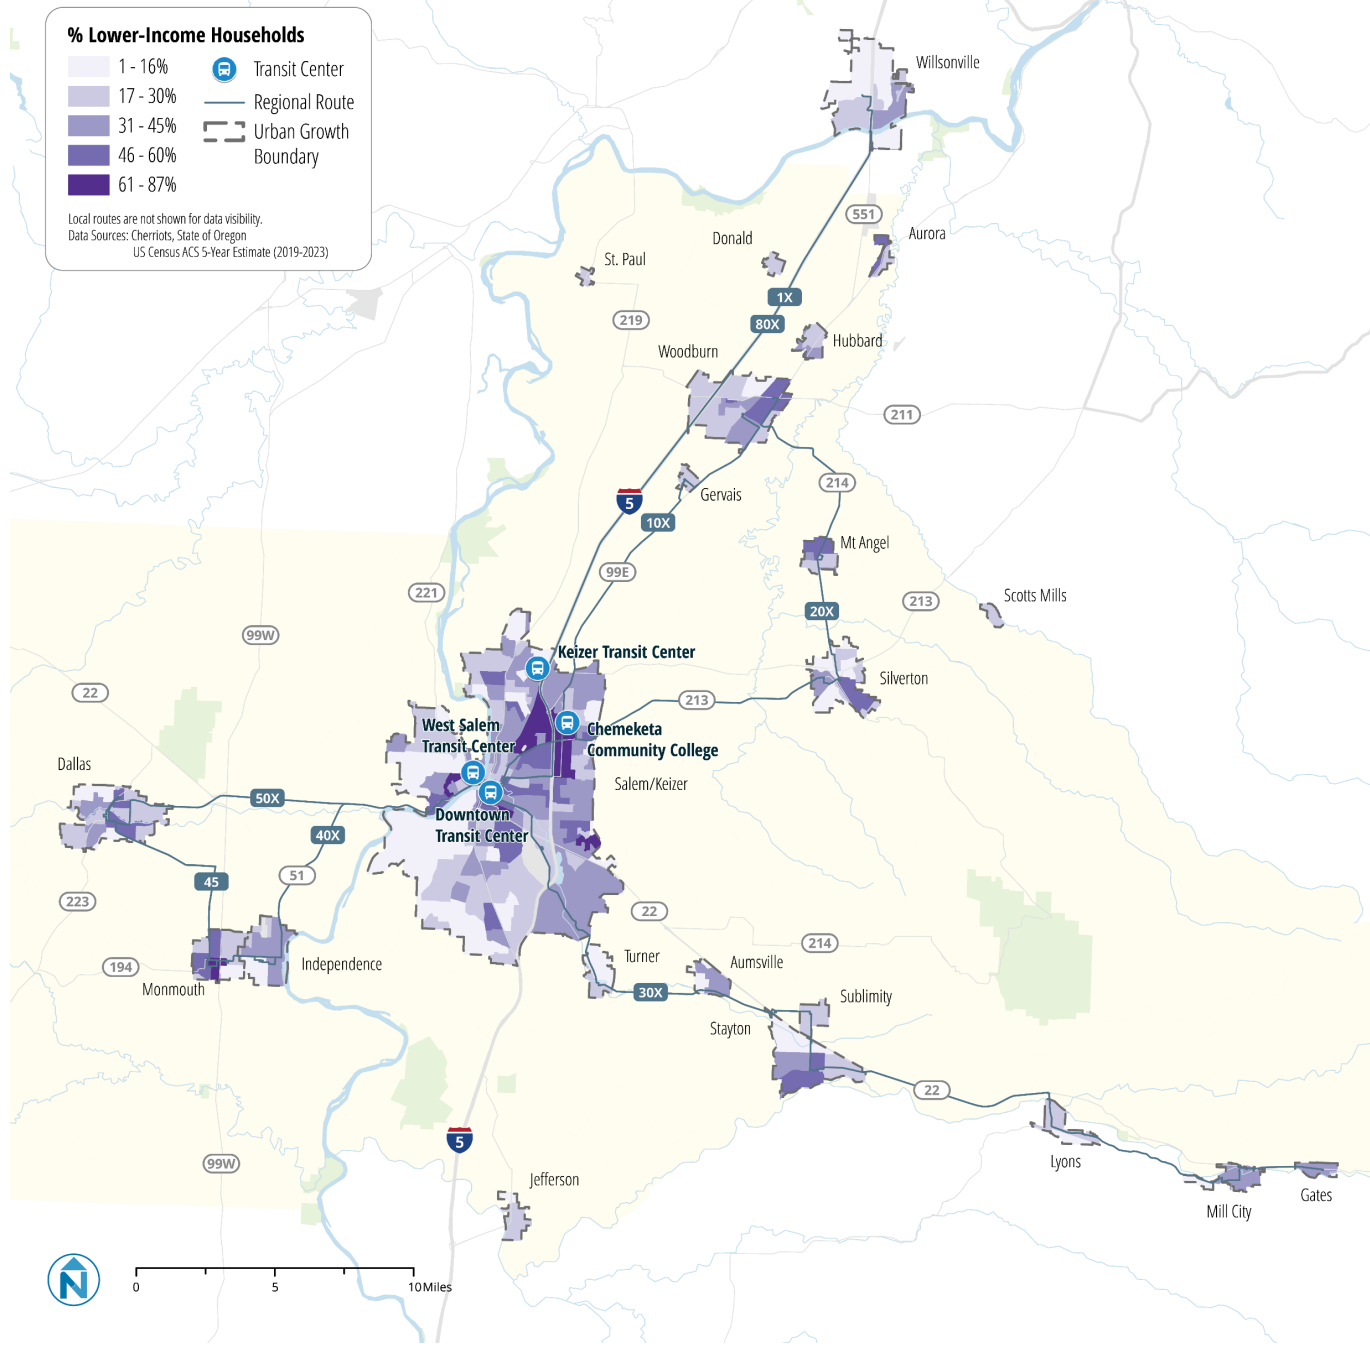 % Lower-Income Households
1 - 16%
17 - 30%
31 - 45%
46 - 60%
61 - 87%
Transit Center
Regional Route
Urban Growth
Boundary
Local routes are not shown for data visibility.
Data Sources: Cherriots, State of Oregon
US Census ACS 5-Year Estimate (2019-2023)
Willsonville
551
Aurora
Donald
St. Paul
1X
219
80X
Hubbard
Woodburn
211
214
Gervais
5
10X
Mt Angel
99E
221
213
Scotts Mills
20X
99W
Keizer Transit Center
Silverton
22
213
West Salem
Transit Center
Chemeketa
Community College
Dallas
Salem/Keizer
50X
Downtown
Transit Center
40X
51
45
223
22
214
Turner
Aumsville
Independence
194
Monmouth
30X
Sublimity
Stayton
22
5
Lyons
99W
Jefferson
Gates
Mill City
N
0
5
10Miles